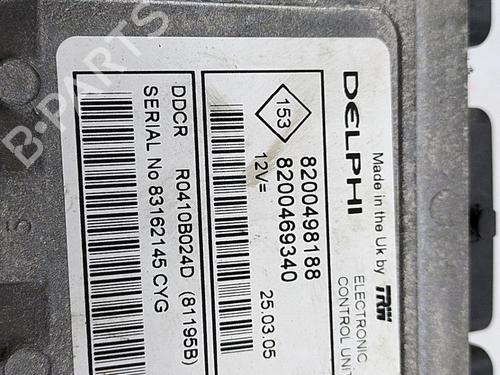 DELPHI
Made in the Uk by TRW
ELECTRONIC
CONTROL UNIT
153
8200498188
8200469340
12V=
25.03.05
DDCR R0410B024D (81195B)
SERIAL No 83162145 CYG
B-PARTS
5